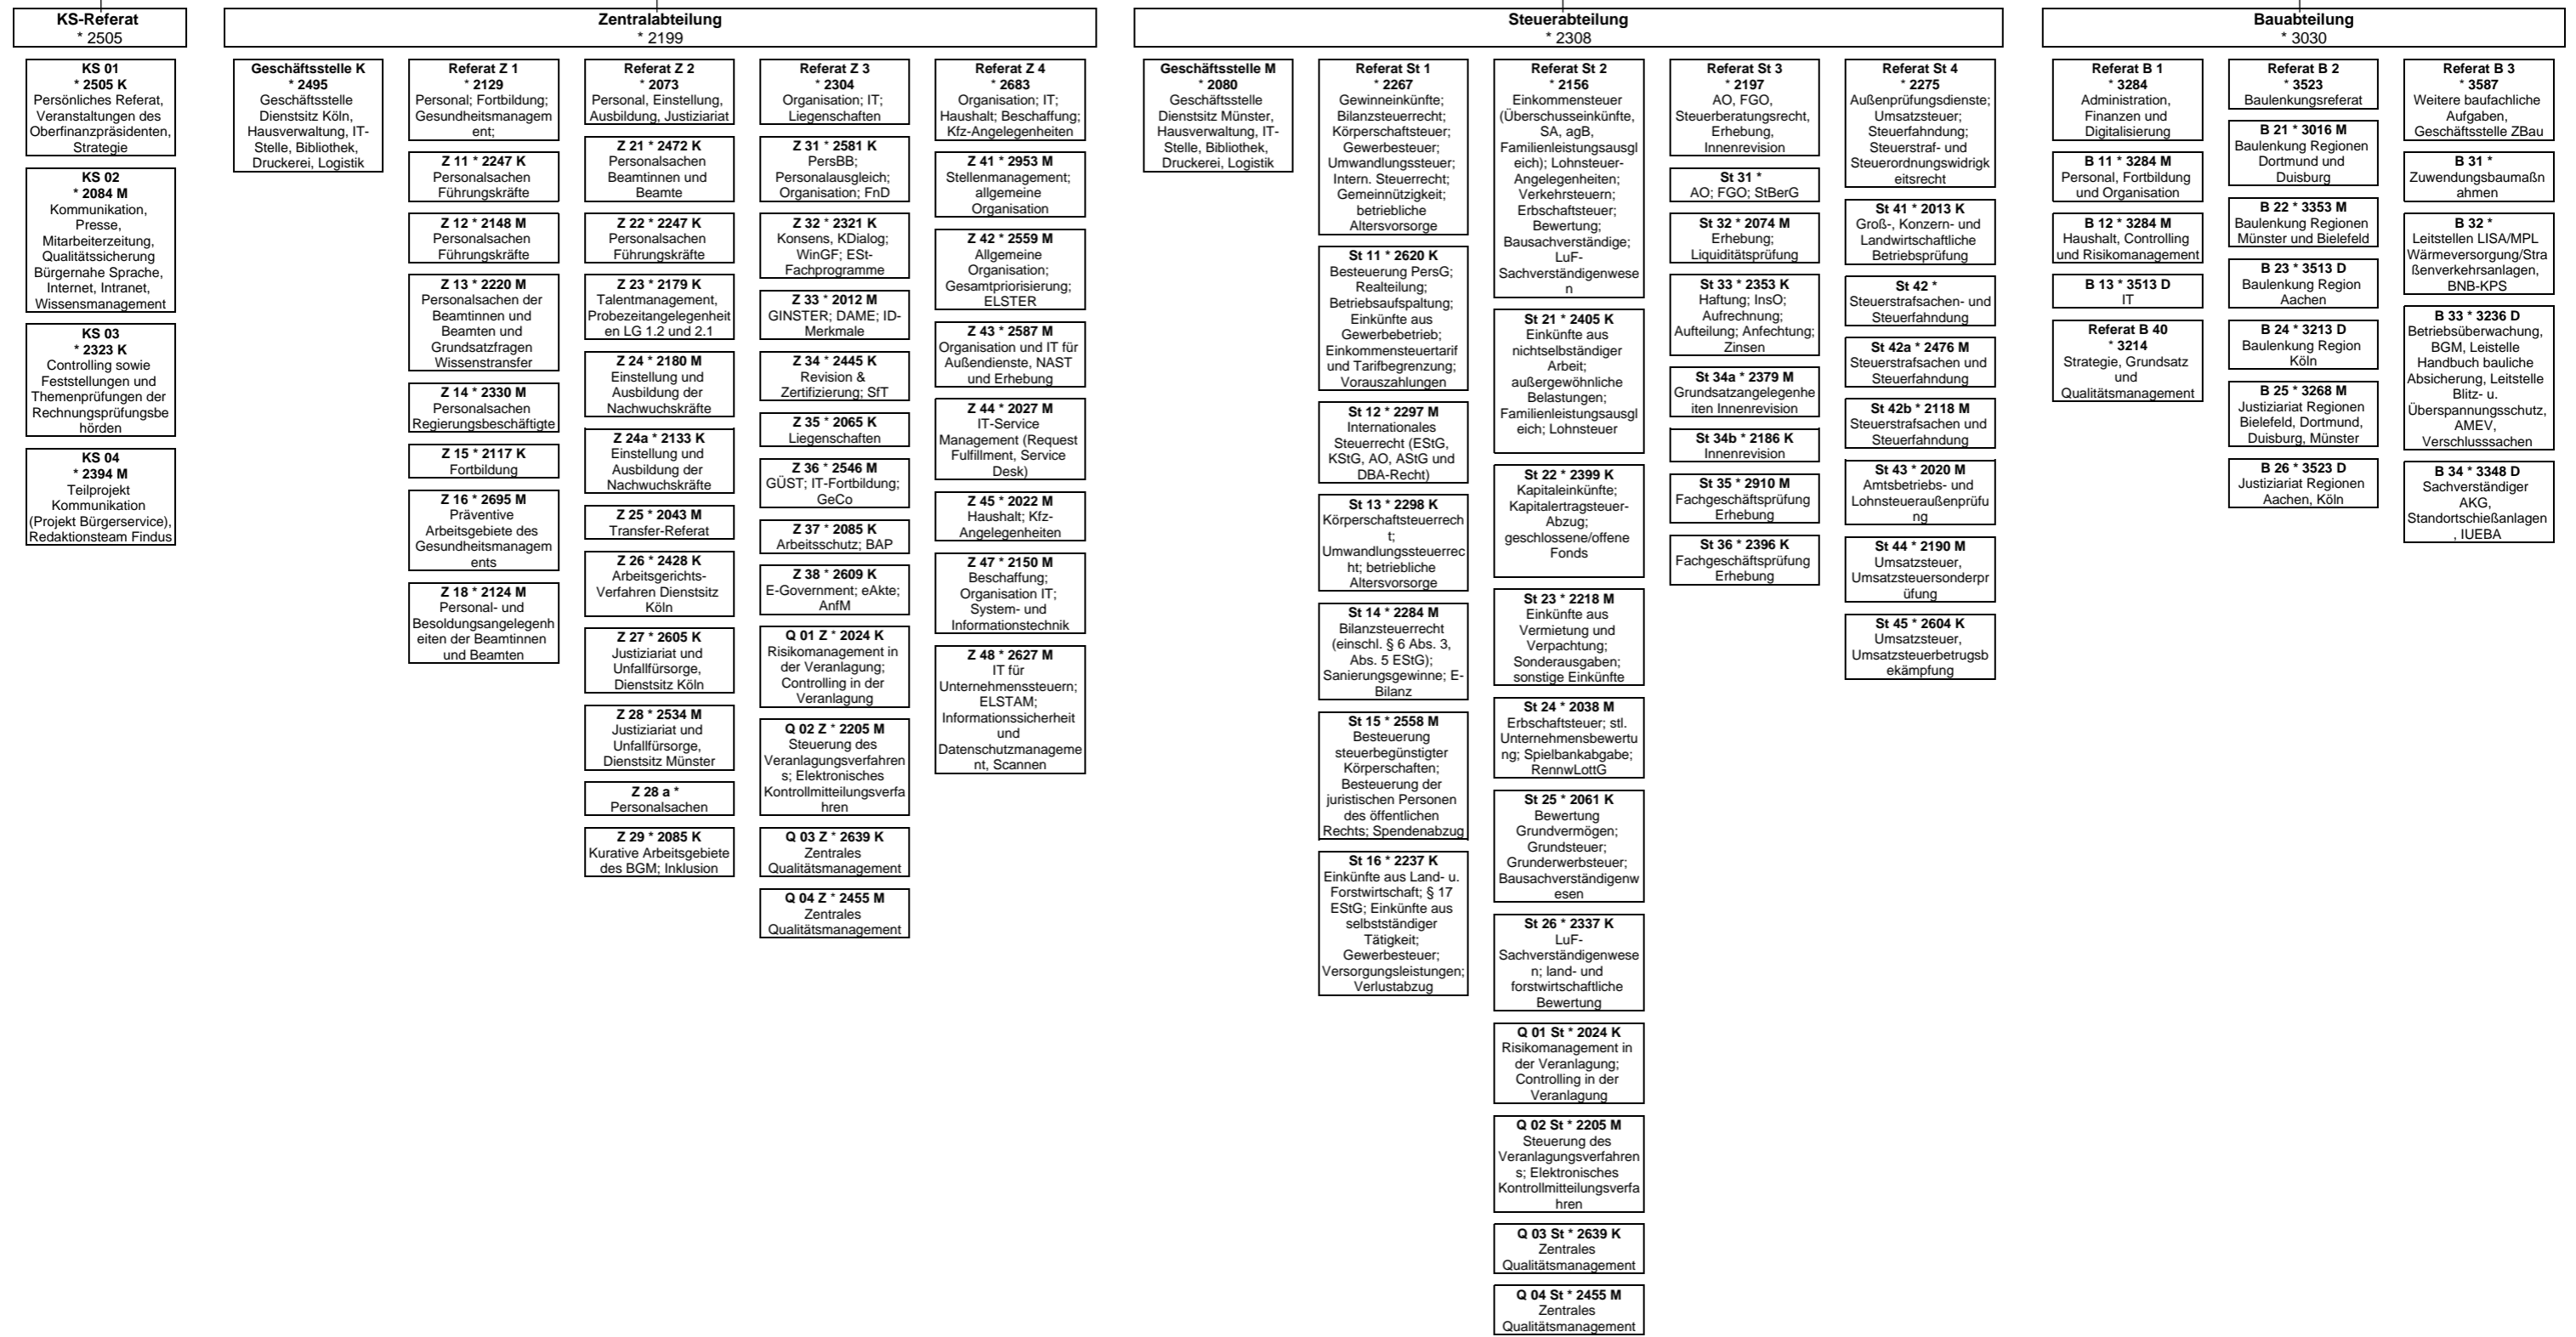 KS-Referat
* 2505
KS 01
* 2505 K
Persönliches Referat,
Veranstaltungen des
Oberfinanzpräsidenten,
Strategie
KS 02
* 2084 M
Kommunikation,
Presse,
Mitarbeiterzeitung,
Qualitätssicherung
Bürgernahe Sprache,
Internet, Intranet,
Wissensmanagement
KS 03
* 2323 K
Controlling sowie
Feststellungen und
Themenprüfungen der
Rechnungsprüfungsbe
hörden
KS 04
* 2394 M
Teilprojekt
Kommunikation
(Projekt Bürgerservice),
Redaktionsteam Findus
Zentralabteilung
* 2199
Geschäftsstelle K
* 2495
Geschäftsstelle
Dienstsitz Köln,
Hausverwaltung, IT-
Stelle, Bibliothek,
Druckerei, Logistik
Referat Z 1
* 2129
Personal; Fortbildung;
Gesundheitsmanagem
ent;
Z 11 * 2247 K
Personalsachen
Führungskräfte
Z 12 * 2148 M
Personalsachen
Führungskräfte
Z 13 * 2220 M
Personalsachen der
Beamtinnen und
Beamten und
Grundsatzfragen
Wissenstransfer
Z 14 * 2330 M
Personalsachen
Regierungsbeschäftigte
Z 15 * 2117 K
Fortbildung
Z 16 * 2695 M
Präventive
Arbeitsgebiete des
Gesundheitsmanagem
ents
Z 18 * 2124 M
Personal- und
Besoldungsangelegenh
eiten der Beamtinnen
und Beamten
Referat Z 2
* 2073
Personal, Einstellung,
Ausbildung, Justiziariat
Z 21 * 2472 K
Personalsachen
Beamtinnen und
Beamte
Z 22 * 2247 K
Personalsachen
Führungskräfte
Z 23 * 2179 K
Talentmanagement,
Probezeitangelegenheit
en LG 1.2 und 2.1
Z 24 * 2180 M
Einstellung und
Ausbildung der
Nachwuchskräfte
Z 24a * 2133 K
Einstellung und
Ausbildung der
Nachwuchskräfte
Z 25 * 2043 M
Transfer-Referat
Z 26 * 2428 K
Arbeitsgerichts-
Verfahren Dienstsitz
Köln
Z 27 * 2605 K
Justiziariat und
Unfallfürsorge,
Dienstsitz Köln
Z 28 * 2534 M
Justiziariat und
Unfallfürsorge,
Dienstsitz Münster
Z 28 a *
Personalsachen
Z 29 * 2085 K
Kurative Arbeitsgebiete
des BGM; Inklusion
Referat Z 3
* 2304
Organisation; IT;
Liegenschaften
Z 31 * 2581 K
PersBB;
Personalausgleich;
Organisation; FnD
Z 32 * 2321 K
Konsens, KDialog;
WinGF; ESt-
Fachprogramme
Z 33 * 2012 M
GINSTER; DAME; ID-
Merkmale
Z 34 * 2445 K
Revision &
Zertifizierung; SfT
Z 35 * 2065 K
Liegenschaften
Z 36 * 2546 M
GÜST; IT-Fortbildung;
GeCo
Z 37 * 2085 K
Arbeitsschutz; BAP
Z 38 * 2609 K
E-Government; eAkte;
AnfM
Q 01 Z * 2024 K
Risikomanagement in
der Veranlagung;
Controlling in der
Veranlagung
Q 02 Z * 2205 M
Steuerung des
Veranlagungsverfahren
s; Elektronisches
Kontrollmitteilungsverfa
hren
Q 03 Z * 2639 K
Zentrales
Qualitätsmanagement
Q 04 Z * 2455 M
Zentrales
Qualitätsmanagement
Referat Z 4
* 2683
Organisation; IT;
Haushalt; Beschaffung;
Kfz-Angelegenheiten
Z 41 * 2953 M
Stellenmanagement;
allgemeine
Organisation
Z 42 * 2559 M
Allgemeine
Organisation;
Gesamtpriorisierung;
ELSTER
Z 43 * 2587 M
Organisation und IT für
Außendienste, NAST
und Erhebung
Z 44 * 2027 M
IT-Service
Management (Request
Fulfillment, Service
Desk)
Z 45 * 2022 M
Haushalt; Kfz-
Angelegenheiten
Z 47 * 2150 M
Beschaffung;
Organisation IT;
System- und
Informationstechnik
Z 48 * 2627 M
IT für
Unternehmenssteuern;
ELSTAM;
Informationssicherheit
und
Datenschutzmanageme
nt, Scannen
Steuerabteilung
* 2308
Geschäftsstelle M
* 2080
Geschäftsstelle
Dienstsitz Münster,
Hausverwaltung, IT-
Stelle, Bibliothek,
Druckerei, Logistik
Referat St 1
* 2267
Gewinneinkünfte;
Bilanzsteuerrecht;
Körperschaftsteuer;
Gewerbesteuer;
Umwandlungssteuer;
Intern. Steuerrecht;
Gemeinnützigkeit;
betriebliche
Altersvorsorge
St 11 * 2620 K
Besteuerung PersG;
Realteilung;
Betriebsaufspaltung;
Einkünfte aus
Gewerbebetrieb;
Einkommensteuertarif
und Tarifbegrenzung;
Vorauszahlungen
St 12 * 2297 M
Internationales
Steuerrecht (EStG,
KStG, AO, AStG und
DBA-Recht)
St 13 * 2298 K
Körperschaftsteuerrech
t;
Umwandlungssteuerrec
ht; betriebliche
Altersvorsorge
St 14 * 2284 M
Bilanzsteuerrecht
(einschl. § 6 Abs. 3,
Abs. 5 EStG);
Sanierungsgewinne; E-
Bilanz
St 15 * 2558 M
Besteuerung
steuerbegünstigter
Körperschaften;
Besteuerung der
juristischen Personen
des öffentlichen
Rechts; Spendenabzug
St 16 * 2237 K
Einkünfte aus Land- u.
Forstwirtschaft; § 17
EStG; Einkünfte aus
selbstständiger
Tätigkeit;
Gewerbesteuer;
Versorgungsleistungen;
Verlustabzug
Referat St 2
* 2156
Einkommensteuer
(Überschusseinkünfte,
SA, agB,
Familienleistungsausgl
eich); Lohnsteuer-
Angelegenheiten;
Verkehrsteuern;
Erbschaftsteuer;
Bewertung;
Bausachverständige;
LuF-
Sachverständigenwese
n
St 21 * 2405 K
Einkünfte aus
nichtselbständiger
Arbeit;
außergewöhnliche
Belastungen;
Familienleistungsausgl
eich; Lohnsteuer
St 22 * 2399 K
Kapitaleinkünfte;
Kapitalertragsteuer-
Abzug;
geschlossene/offene
Fonds
St 23 * 2218 M
Einkünfte aus
Vermietung und
Verpachtung;
Sonderausgaben;
sonstige Einkünfte
St 24 * 2038 M
Erbschaftsteuer; stl.
Unternehmensbewertu
ng; Spielbankabgabe;
RennwLottG
St 25 * 2061 K
Bewertung
Grundvermögen;
Grundsteuer;
Grunderwerbsteuer;
Bausachverständigenw
esen
St 26 * 2337 K
LuF-
Sachverständigenwese
n; land- und
forstwirtschaftliche
Bewertung
Q 01 St * 2024 K
Risikomanagement in
der Veranlagung;
Controlling in der
Veranlagung
Q 02 St * 2205 M
Steuerung des
Veranlagungsverfahren
s; Elektronisches
Kontrollmitteilungsverfa
hren
Q 03 St * 2639 K
Zentrales
Qualitätsmanagement
Q 04 St * 2455 M
Zentrales
Qualitätsmanagement
Referat St 3
* 2197
AO, FGO,
Steuerberatungsrecht,
Erhebung,
Innenrevision
St 31 *
AO; FGO; StBerG
St 32 * 2074 M
Erhebung;
Liquiditätsprüfung
St 33 * 2353 K
Haftung; InsO;
Aufrechnung;
Aufteilung; Anfechtung;
Zinsen
St 34a * 2379 M
Grundsatzangelegenhe
iten Innenrevision
St 34b * 2186 K
Innenrevision
St 35 * 2910 M
Fachgeschäftsprüfung
Erhebung
St 36 * 2396 K
Fachgeschäftsprüfung
Erhebung
Referat St 4
* 2275
Außenprüfungsdienste;
Umsatzsteuer;
Steuerfahndung;
Steuerstraf- und
Steuerordnungswidrigk
eitsrecht
St 41 * 2013 K
Groß-, Konzern- und
Landwirtschaftliche
Betriebsprüfung
St 42 *
Steuerstrafsachen- und
Steuerfahndung
St 42a * 2476 M
Steuerstrafsachen und
Steuerfahndung
St 42b * 2118 M
Steuerstrafsachen und
Steuerfahndung
St 43 * 2020 M
Amtsbetriebs- und
Lohnsteueraußenprüfu
ng
St 44 * 2190 M
Umsatzsteuer,
Umsatzsteuersonderpr
üfung
St 45 * 2604 K
Umsatzsteuer,
Umsatzsteuerbetrugsb
ekämpfung
Bauabteilung
* 3030
Referat B 1
* 3284
Administration,
Finanzen und
Digitalisierung
B 11 * 3284 M
Personal, Fortbildung
und Organisation
B 12 * 3284 M
Haushalt, Controlling
und Risikomanagement
B 13 * 3513 D
IT
Referat B 40
* 3214
Strategie, Grundsatz
und
Qualitätsmanagement
Referat B 2
* 3523
Baulenkungsreferat
B 21 * 3016 M
Baulenkung Regionen
Dortmund und
Duisburg
B 22 * 3353 M
Baulenkung Regionen
Münster und Bielefeld
B 23 * 3513 D
Baulenkung Region
Aachen
B 24 * 3213 D
Baulenkung Region
Köln
B 25 * 3268 M
Justiziariat Regionen
Bielefeld, Dortmund,
Duisburg, Münster
B 26 * 3523 D
Justiziariat Regionen
Aachen, Köln
Referat B 3
* 3587
Weitere baufachliche
Aufgaben,
Geschäftsstelle ZBau
B 31 *
Zuwendungsbaumaßn
ahmen
B 32 *
Leitstellen LISA/MPL
Wärmeversorgung/Stra
ßenverkehrsanlagen,
BNB-KPS
B 33 * 3236 D
Betriebsüberwachung,
BGM, Leistelle
Handbuch bauliche
Absicherung, Leitstelle
Blitz- u.
Überspannungsschutz,
AMEV,
Verschlusssachen
B 34 * 3348 D
Sachverständiger
AKG,
Standortschießanlagen
, IUEBA